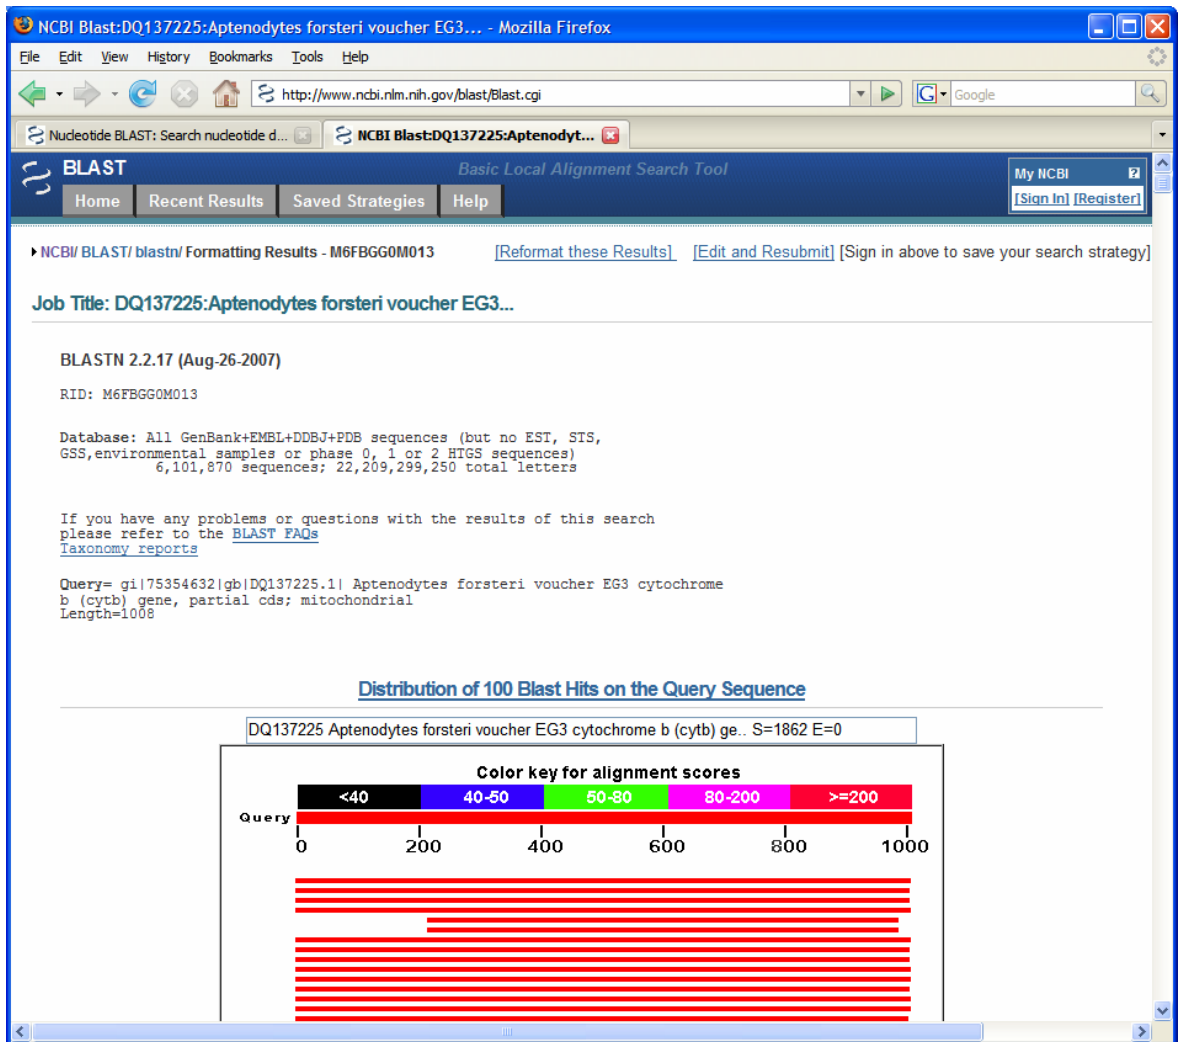 NCBI Blast:DQ137225:Aptenodytes forsteri voucher EG3... - Mozilla Firefox
File Edit View History Bookmarks Tools Help
http://www.ncbi.nlm.nih.gov/blast/Blast.cgi
G Google
Nucleotide BLAST: Search nucleotide d...
NCBI Blast:DQ137225:Aptenodyt...
BLAST
Basic Local Alignment Search Tool
My NCBI ?
[Sign In] [Register]
Home Recent Results Saved Strategies Help
NCBI/ BLAST/ blastn/ Formatting Results - M6FBGG0M013 [Reformat these Results] [Edit and Resubmit] [Sign in above to save your search strategy]
Job Title: DQ137225:Aptenodytes forsteri voucher EG3...
BLASTN 2.2.17 (Aug-26-2007)
RID: M6FBGG0M013
Database: All GenBank+EMBL+DDBJ+PDB sequences (but no EST, STS,
GSS,environmental samples or phase 0, 1 or 2 HTGS sequences)
6,101,870 sequences; 22,209,299,250 total letters
If you have any problems or questions with the results of this search
please refer to the BLAST FAQs
Taxonomy reports
Query= gi|75354632|gb|DQ137225.1| Aptenodytes forsteri voucher EG3 cytochrome
b (cytb) gene, partial cds; mitochondrial
Length=1008
Distribution of 100 Blast Hits on the Query Sequence
DQ137225 Aptenodytes forsteri voucher EG3 cytochrome b (cytb) ge.. S=1862 E=0
Color key for alignment scores
<40 40-50 50-80 80-200 >=200
Query
0 200 400 600 800 1000